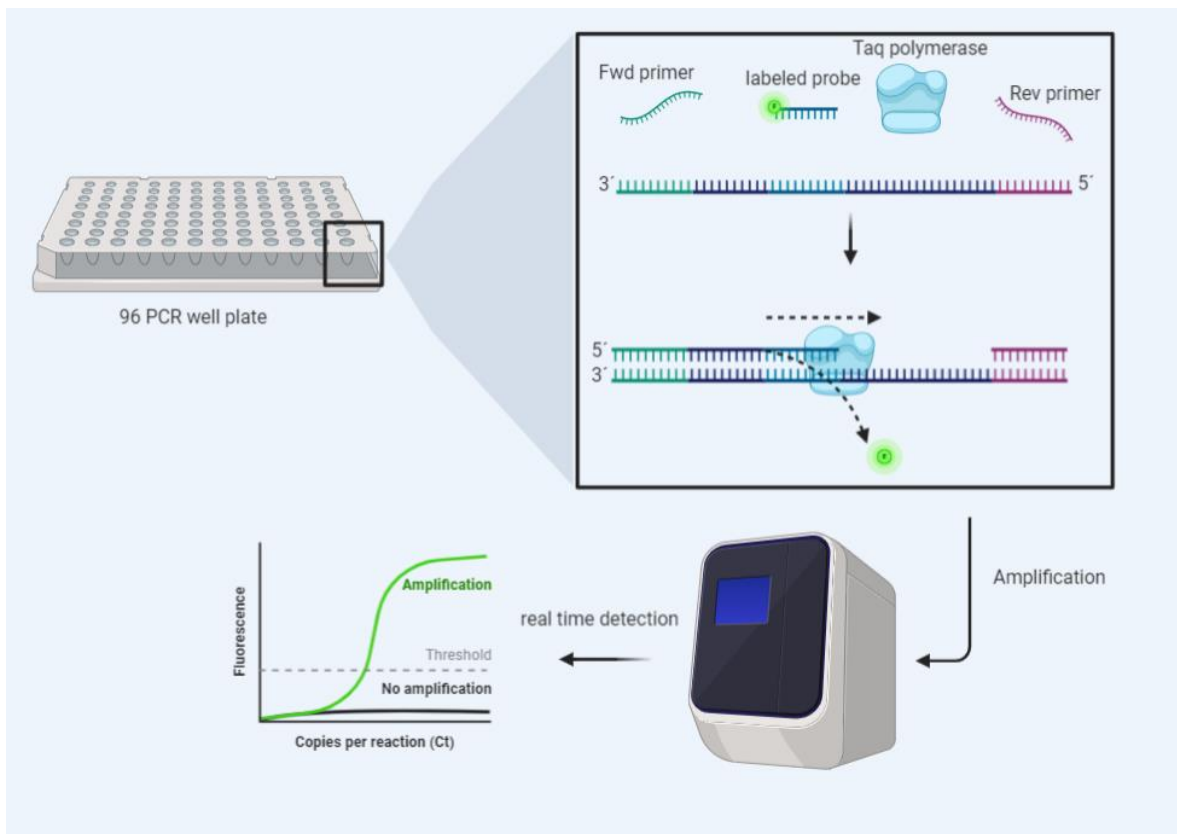 Taq polymerase
Fwd primer
labeled probe
Rev primer
3´
5´
96 PCR well plate
5´
3´
Amplification
real time detection
Fluorescence
Amplification
Threshold
No amplification
Copies per reaction (Ct)